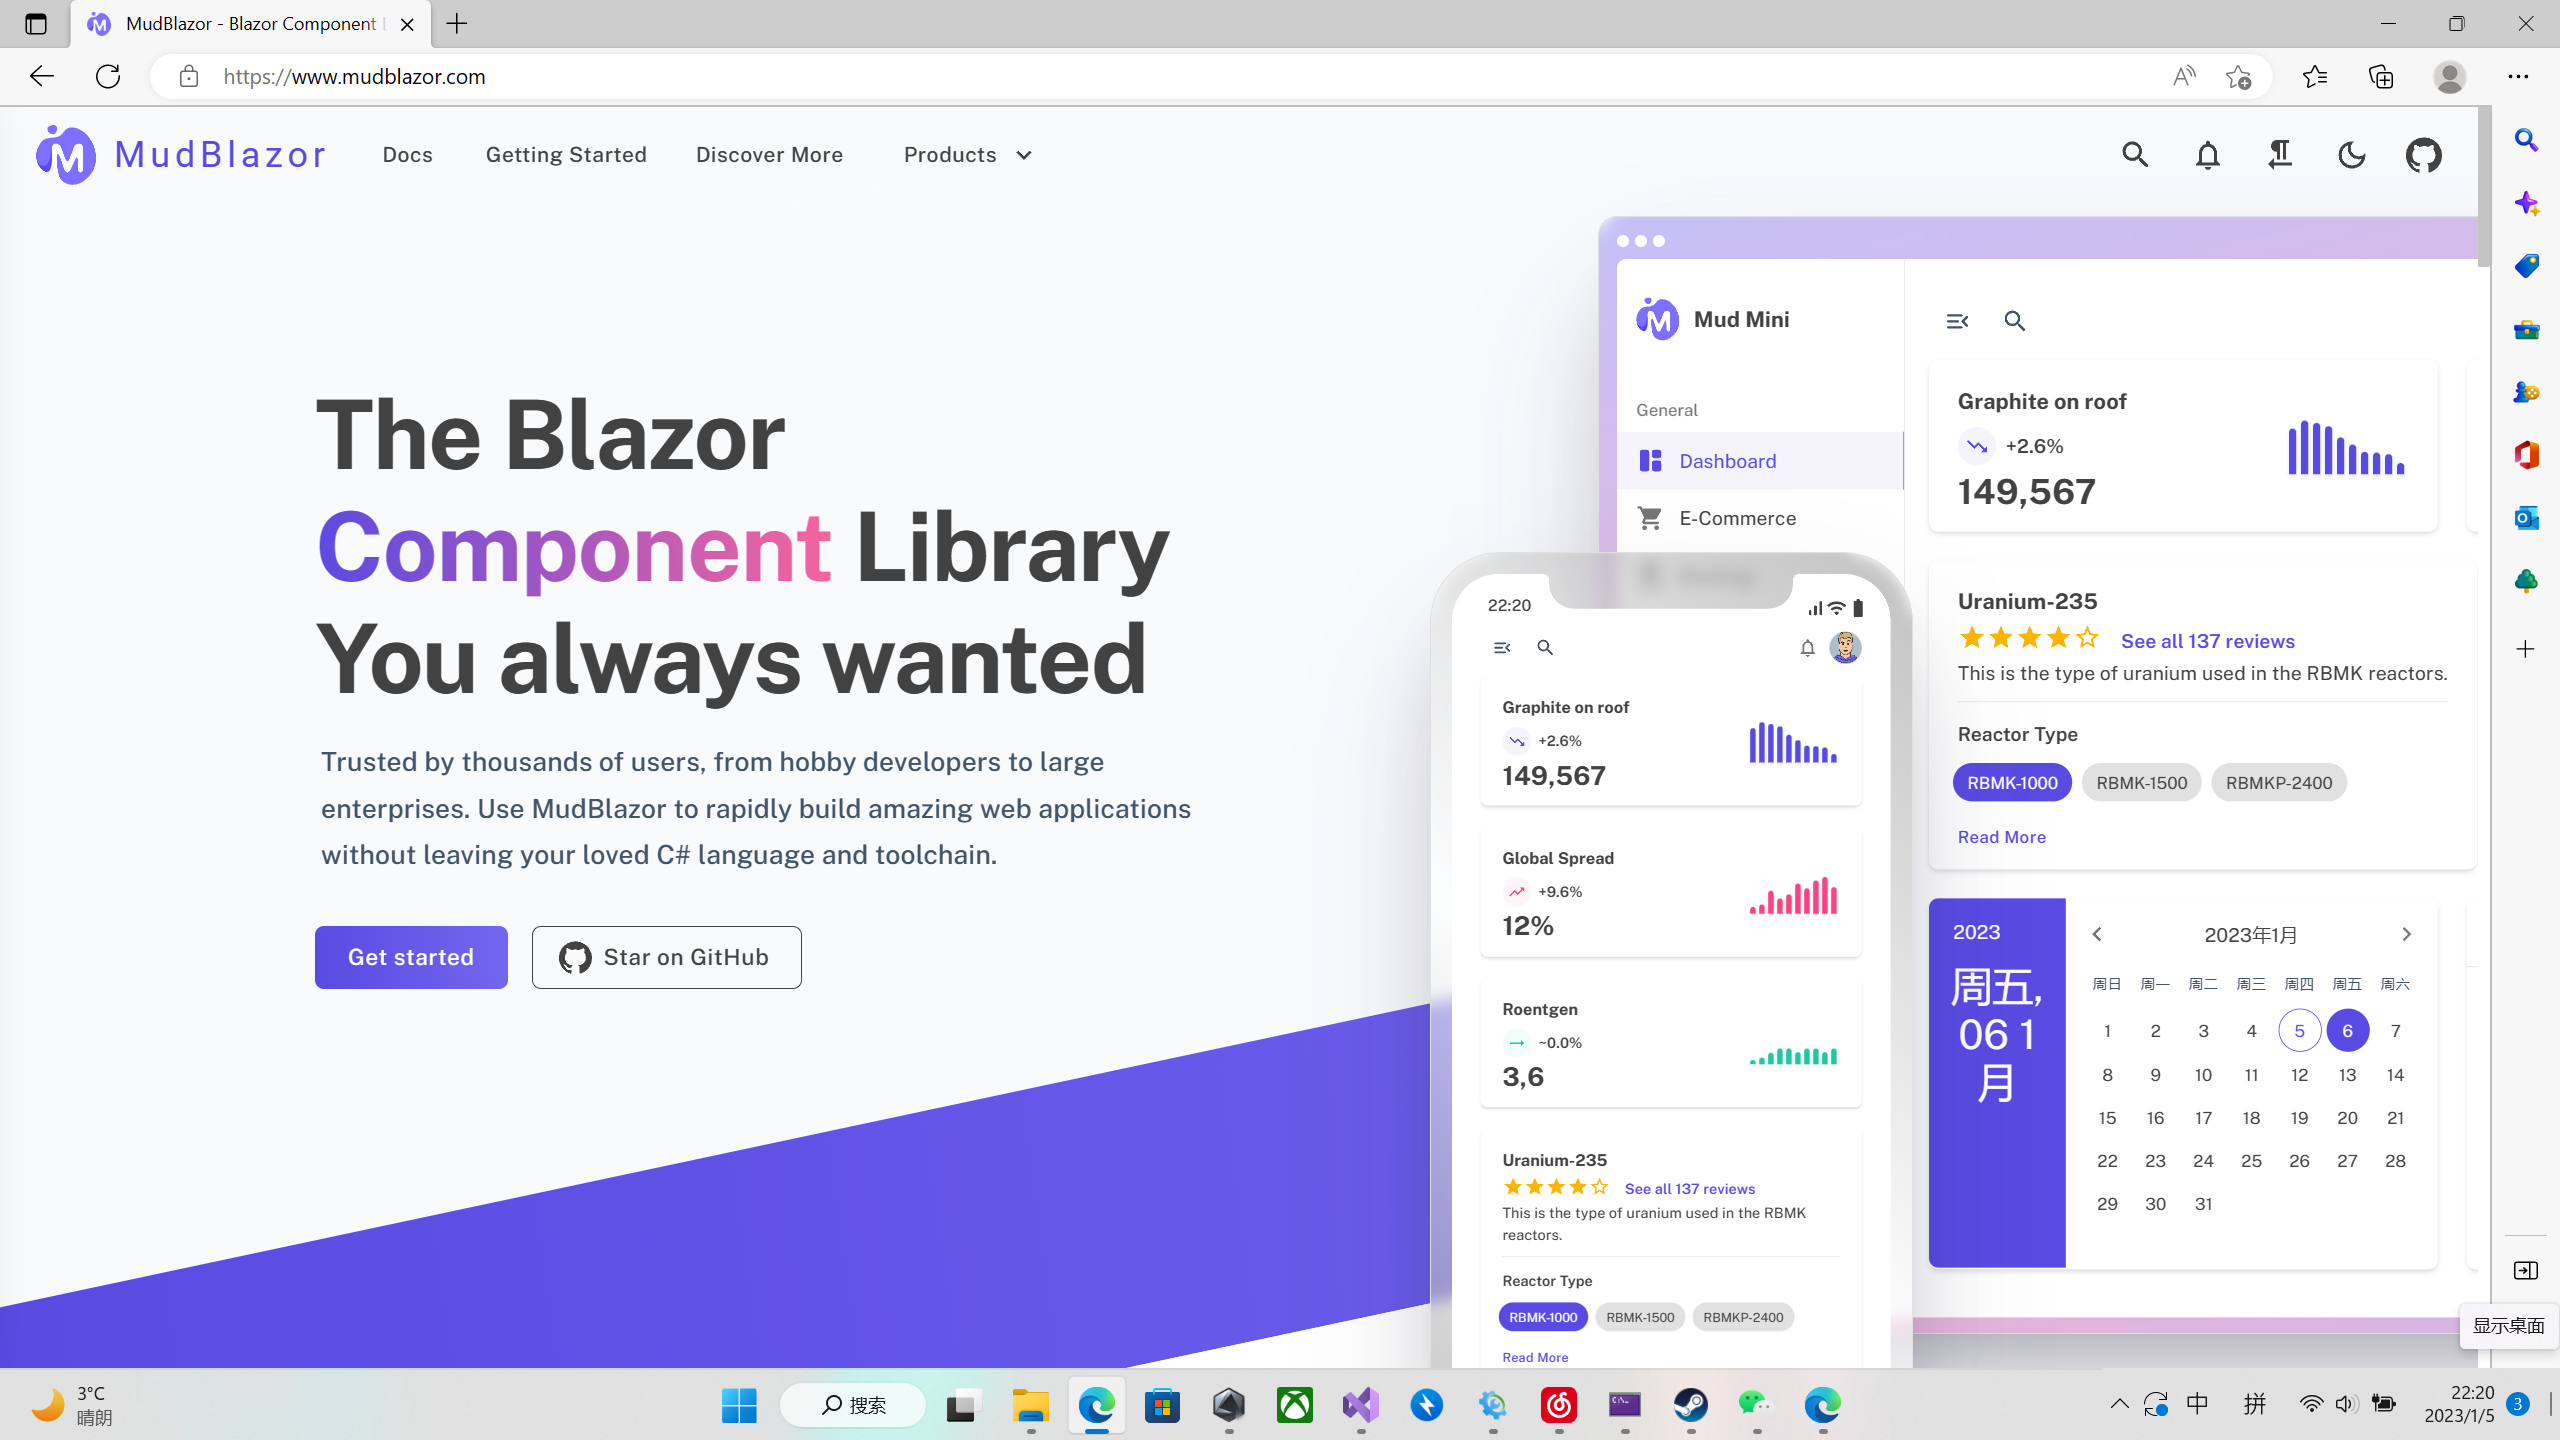 MudBlazor - Blazor Component
https://www.mudblazor.com
MudBlazor
Docs
Getting Started
Discover More
Products
The Blazor
Component Library
You always wanted
Trusted by thousands of users, from hobby developers to large
enterprises. Use MudBlazor to rapidly build amazing web applications
without leaving your loved C# language and toolchain.
Get started
Star on GitHub
Mud Mini
General
Dashboard
E-Commerce
Graphite on roof
+2.6%
149,567
Uranium-235
See all 137 reviews
This is the type of uranium used in the RBMK reactors.
Reactor Type
RBMK-1000 RBMK-1500 RBMKP-2400
Read More
2023
周五,
06 1
月
2023年1月
周日 周一 周二 周三 周四 周五 周六
1 2 3 4 5 6 7
8 9 10 11 12 13 14
15 16 17 18 19 20 21
22 23 24 25 26 27 28
29 30 31
22:20
Graphite on roof
+2.6%
149,567
Global Spread
+9.6%
12%
Roentgen
~0.0%
3,6
Uranium-235
See all 137 reviews
This is the type of uranium used in the RBMK
reactors.
Reactor Type
RBMK-1000 RBMK-1500 RBMKP-2400
Read More
显示桌面
3°C
晴朗
搜索
中
拼
22:20
2023/1/5
3